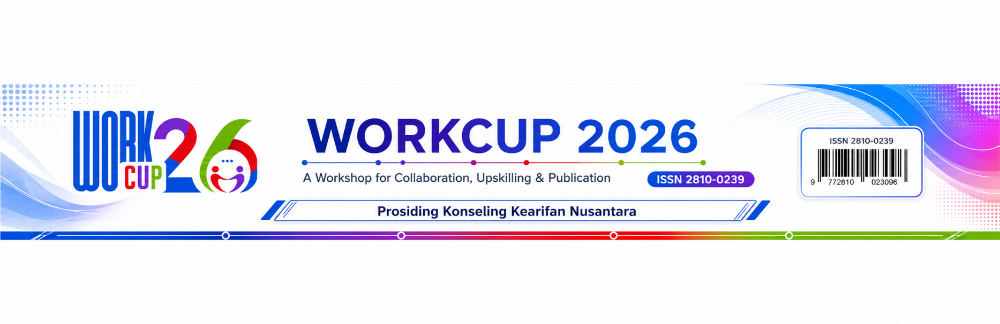 WORK
CUP
26
WORKCUP 2026
A Workshop for Collaboration, Upskilling & Publication
ISSN 2810-0239
Prosiding Konseling Kearifan Nusantara
ISSN 2810-0239
9 772810 023096